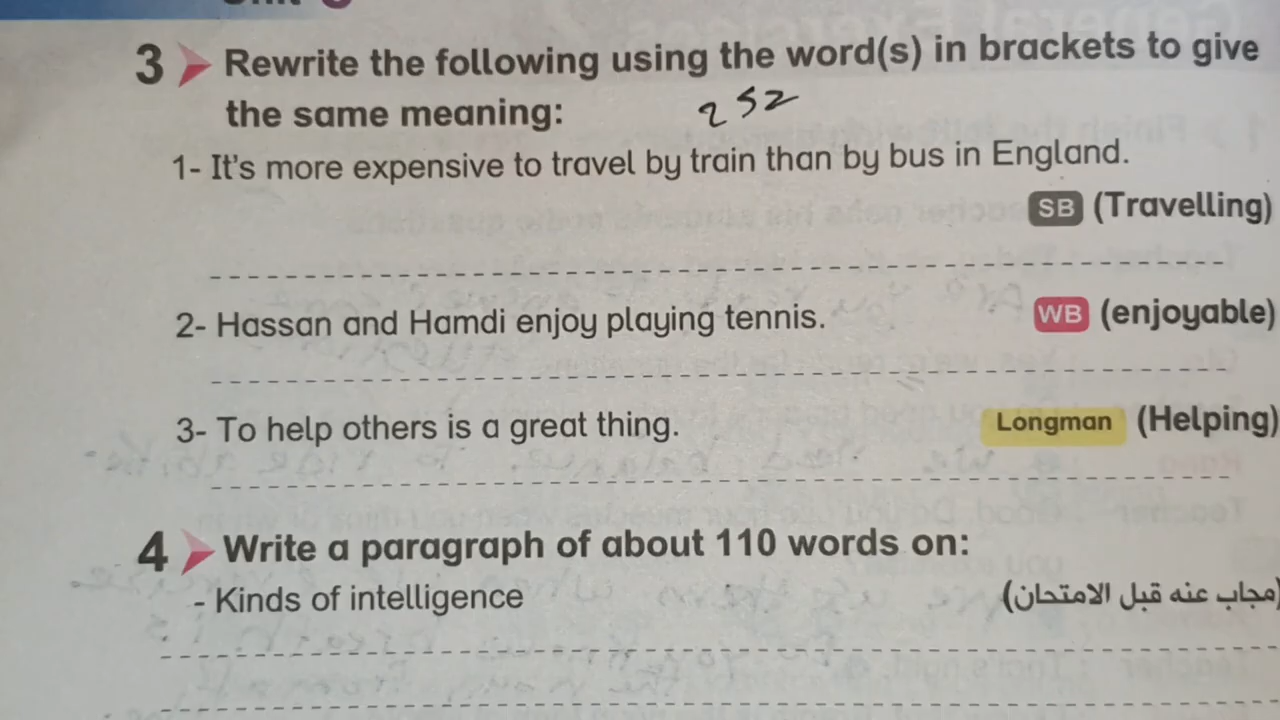 3 Rewrite the following using the word(s) in brackets to give
the same meaning: 252
1- It's more expensive to travel by train than by bus in England.
SB (Travelling)
2- Hassan and Hamdi enjoy playing tennis. WB (enjoyable)
3- To help others is a great thing. Longman (Helping)
4 Write a paragraph of about 110 words on:
- Kinds of intelligence (مجاب عنه قبل الامتحان)